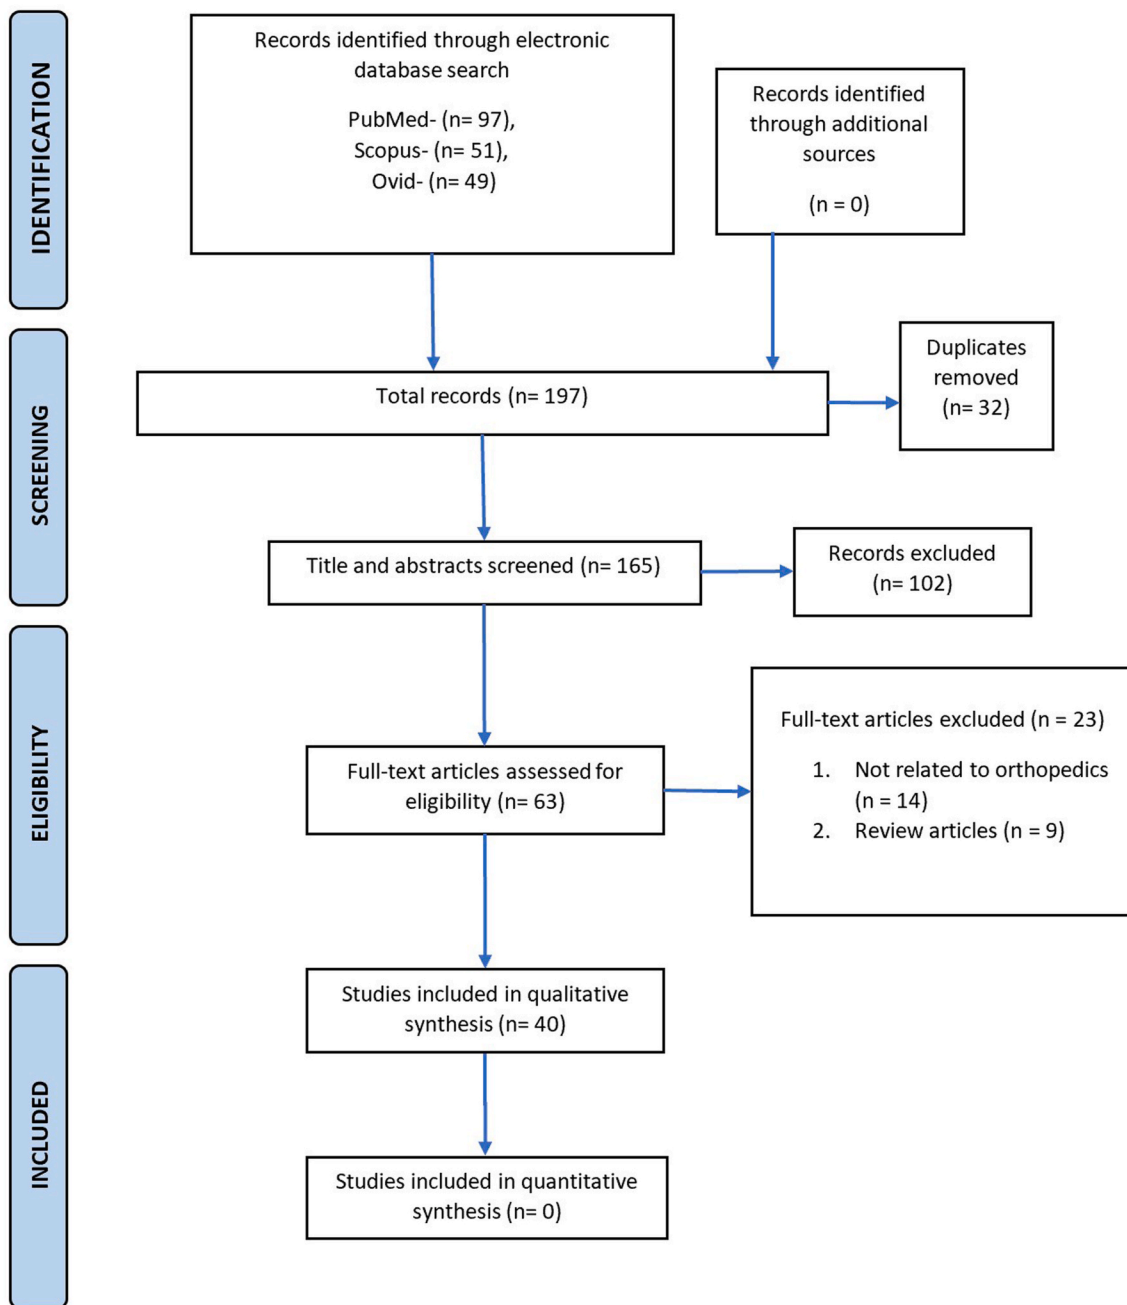 IDENTIFICATION
Records identified through electronic
database search
PubMed- (n= 97),
Scopus- (n= 51),
Ovid- (n= 49)
Records identified
through additional
sources
(n = 0)
SCREENING
Total records (n= 197)
Duplicates
removed
(n= 32)
Title and abstracts screened (n= 165)
Records excluded
(n= 102)
ELIGIBILITY
Full-text articles assessed for
eligibility (n= 63)
Full-text articles excluded (n = 23)
1. Not related to orthopedics
(n = 14)
2. Review articles (n = 9)
INCLUDED
Studies included in qualitative
synthesis (n= 40)
Studies included in quantitative
synthesis (n= 0)